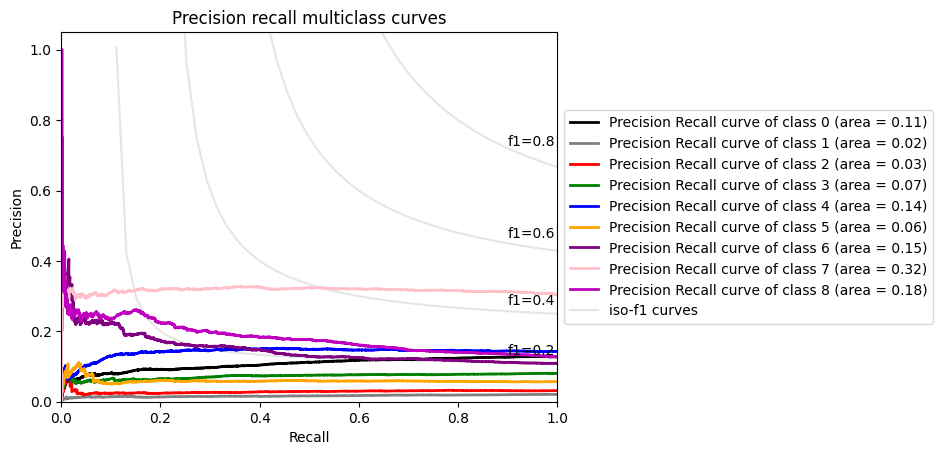 Precision recall multiclass curves
Precision
1.0
0.8
0.6
0.4
0.2
0.0
f1=0.8
f1=0.6
f1=0.4
f1=0.2
0.0 0.2 0.4 0.6 0.8 1.0
Recall
Precision Recall curve of class 0 (area = 0.11)
Precision Recall curve of class 1 (area = 0.02)
Precision Recall curve of class 2 (area = 0.03)
Precision Recall curve of class 3 (area = 0.07)
Precision Recall curve of class 4 (area = 0.14)
Precision Recall curve of class 5 (area = 0.06)
Precision Recall curve of class 6 (area = 0.15)
Precision Recall curve of class 7 (area = 0.32)
Precision Recall curve of class 8 (area = 0.18)
iso-f1 curves